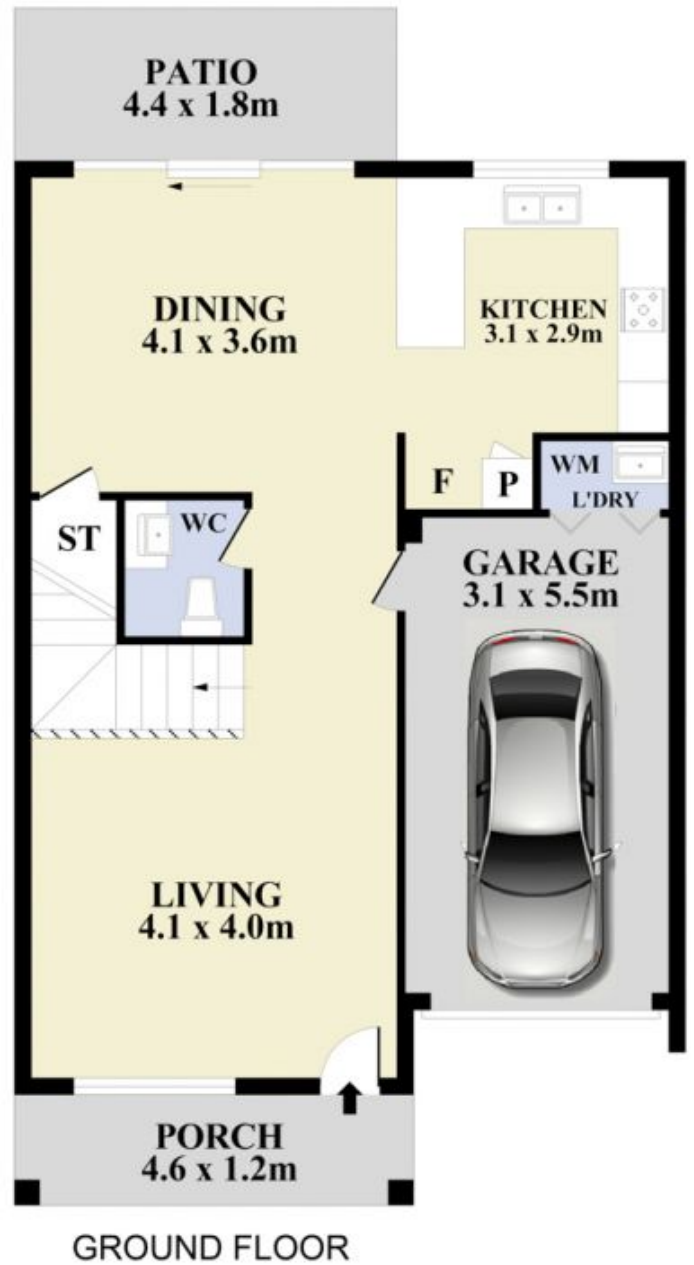 PATIO
4.4 x 1.8m
DINING
4.1 x 3.6m
KITCHEN
3.1 x 2.9m
F
P
WM
L'DRY
ST
WC
GARAGE
3.1 x 5.5m
LIVING
4.1 x 4.0m
PORCH
4.6 x 1.2m
GROUND FLOOR